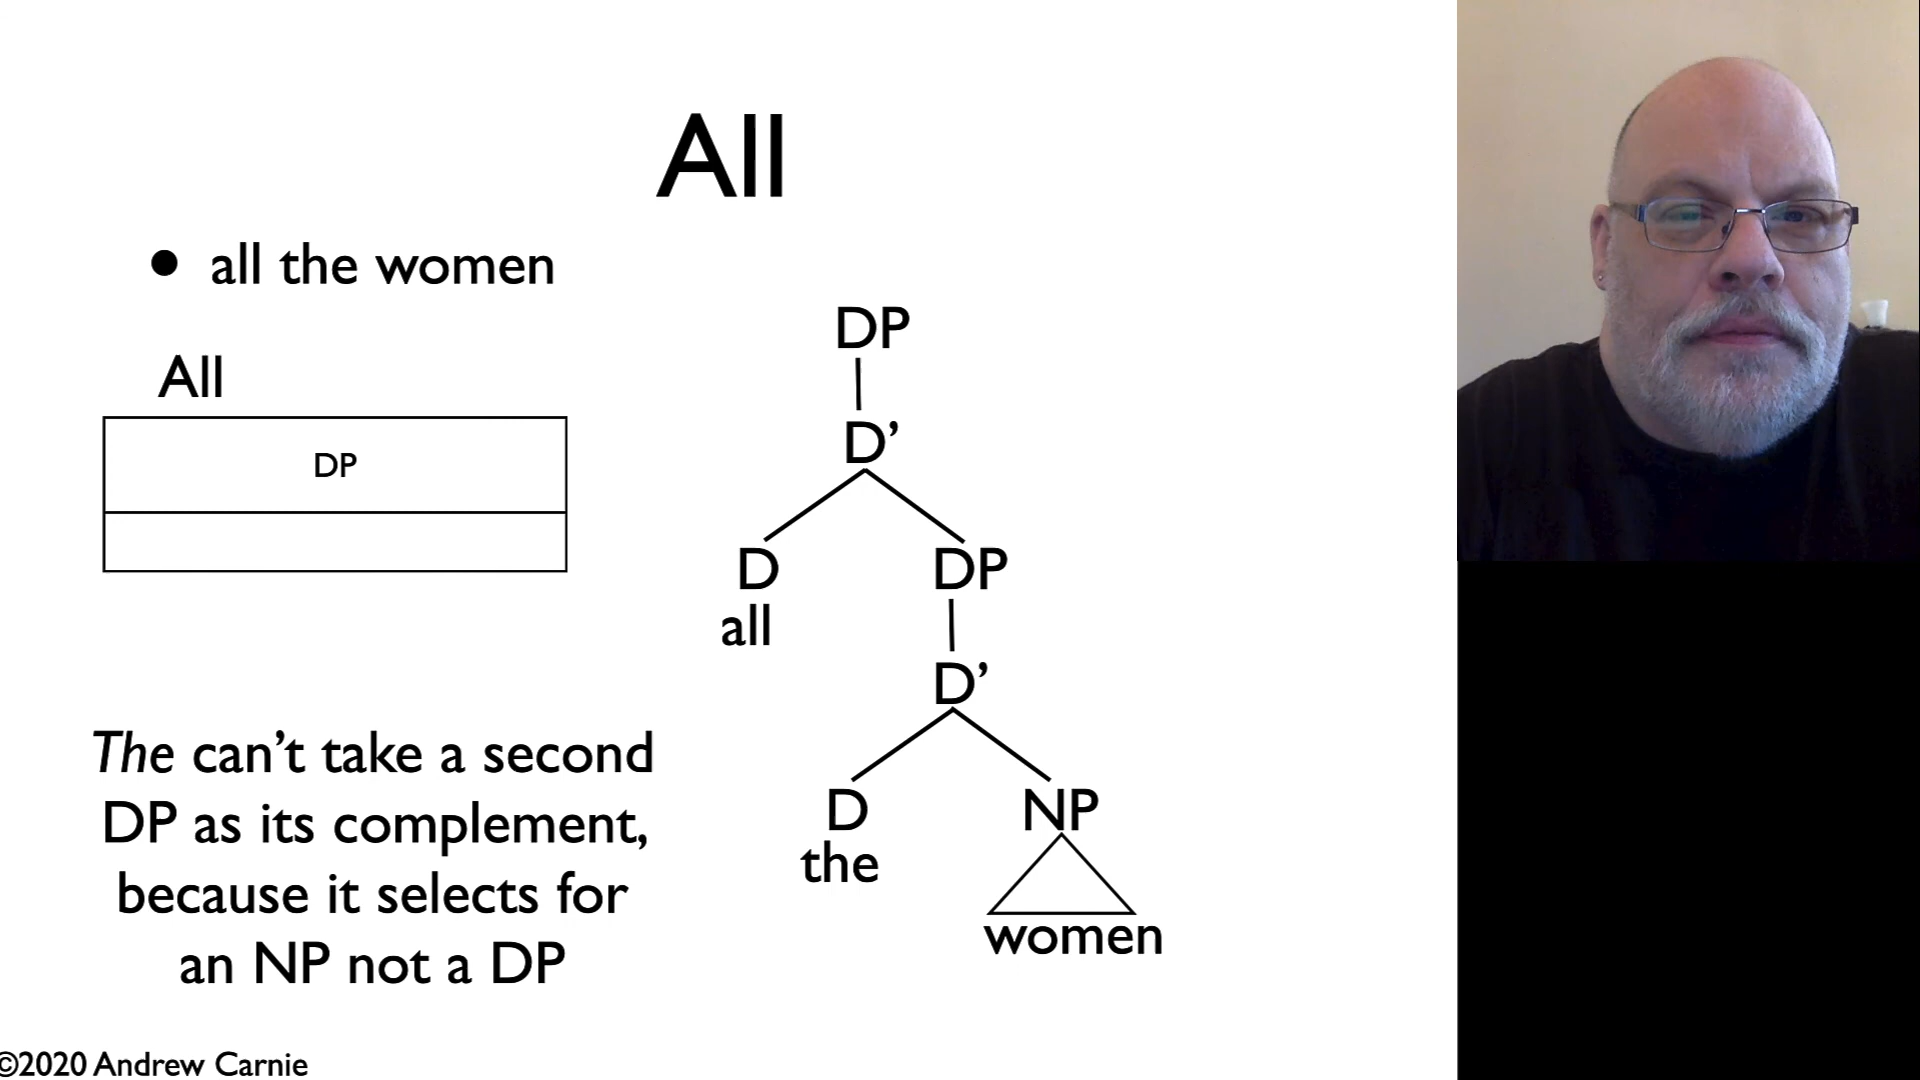 All
• all the women
All
DP
DP
D’
D
DP
all
D’
D
NP
the
women
The can’t take a second
DP as its complement,
because it selects for
an NP not a DP
©2020 Andrew Carnie